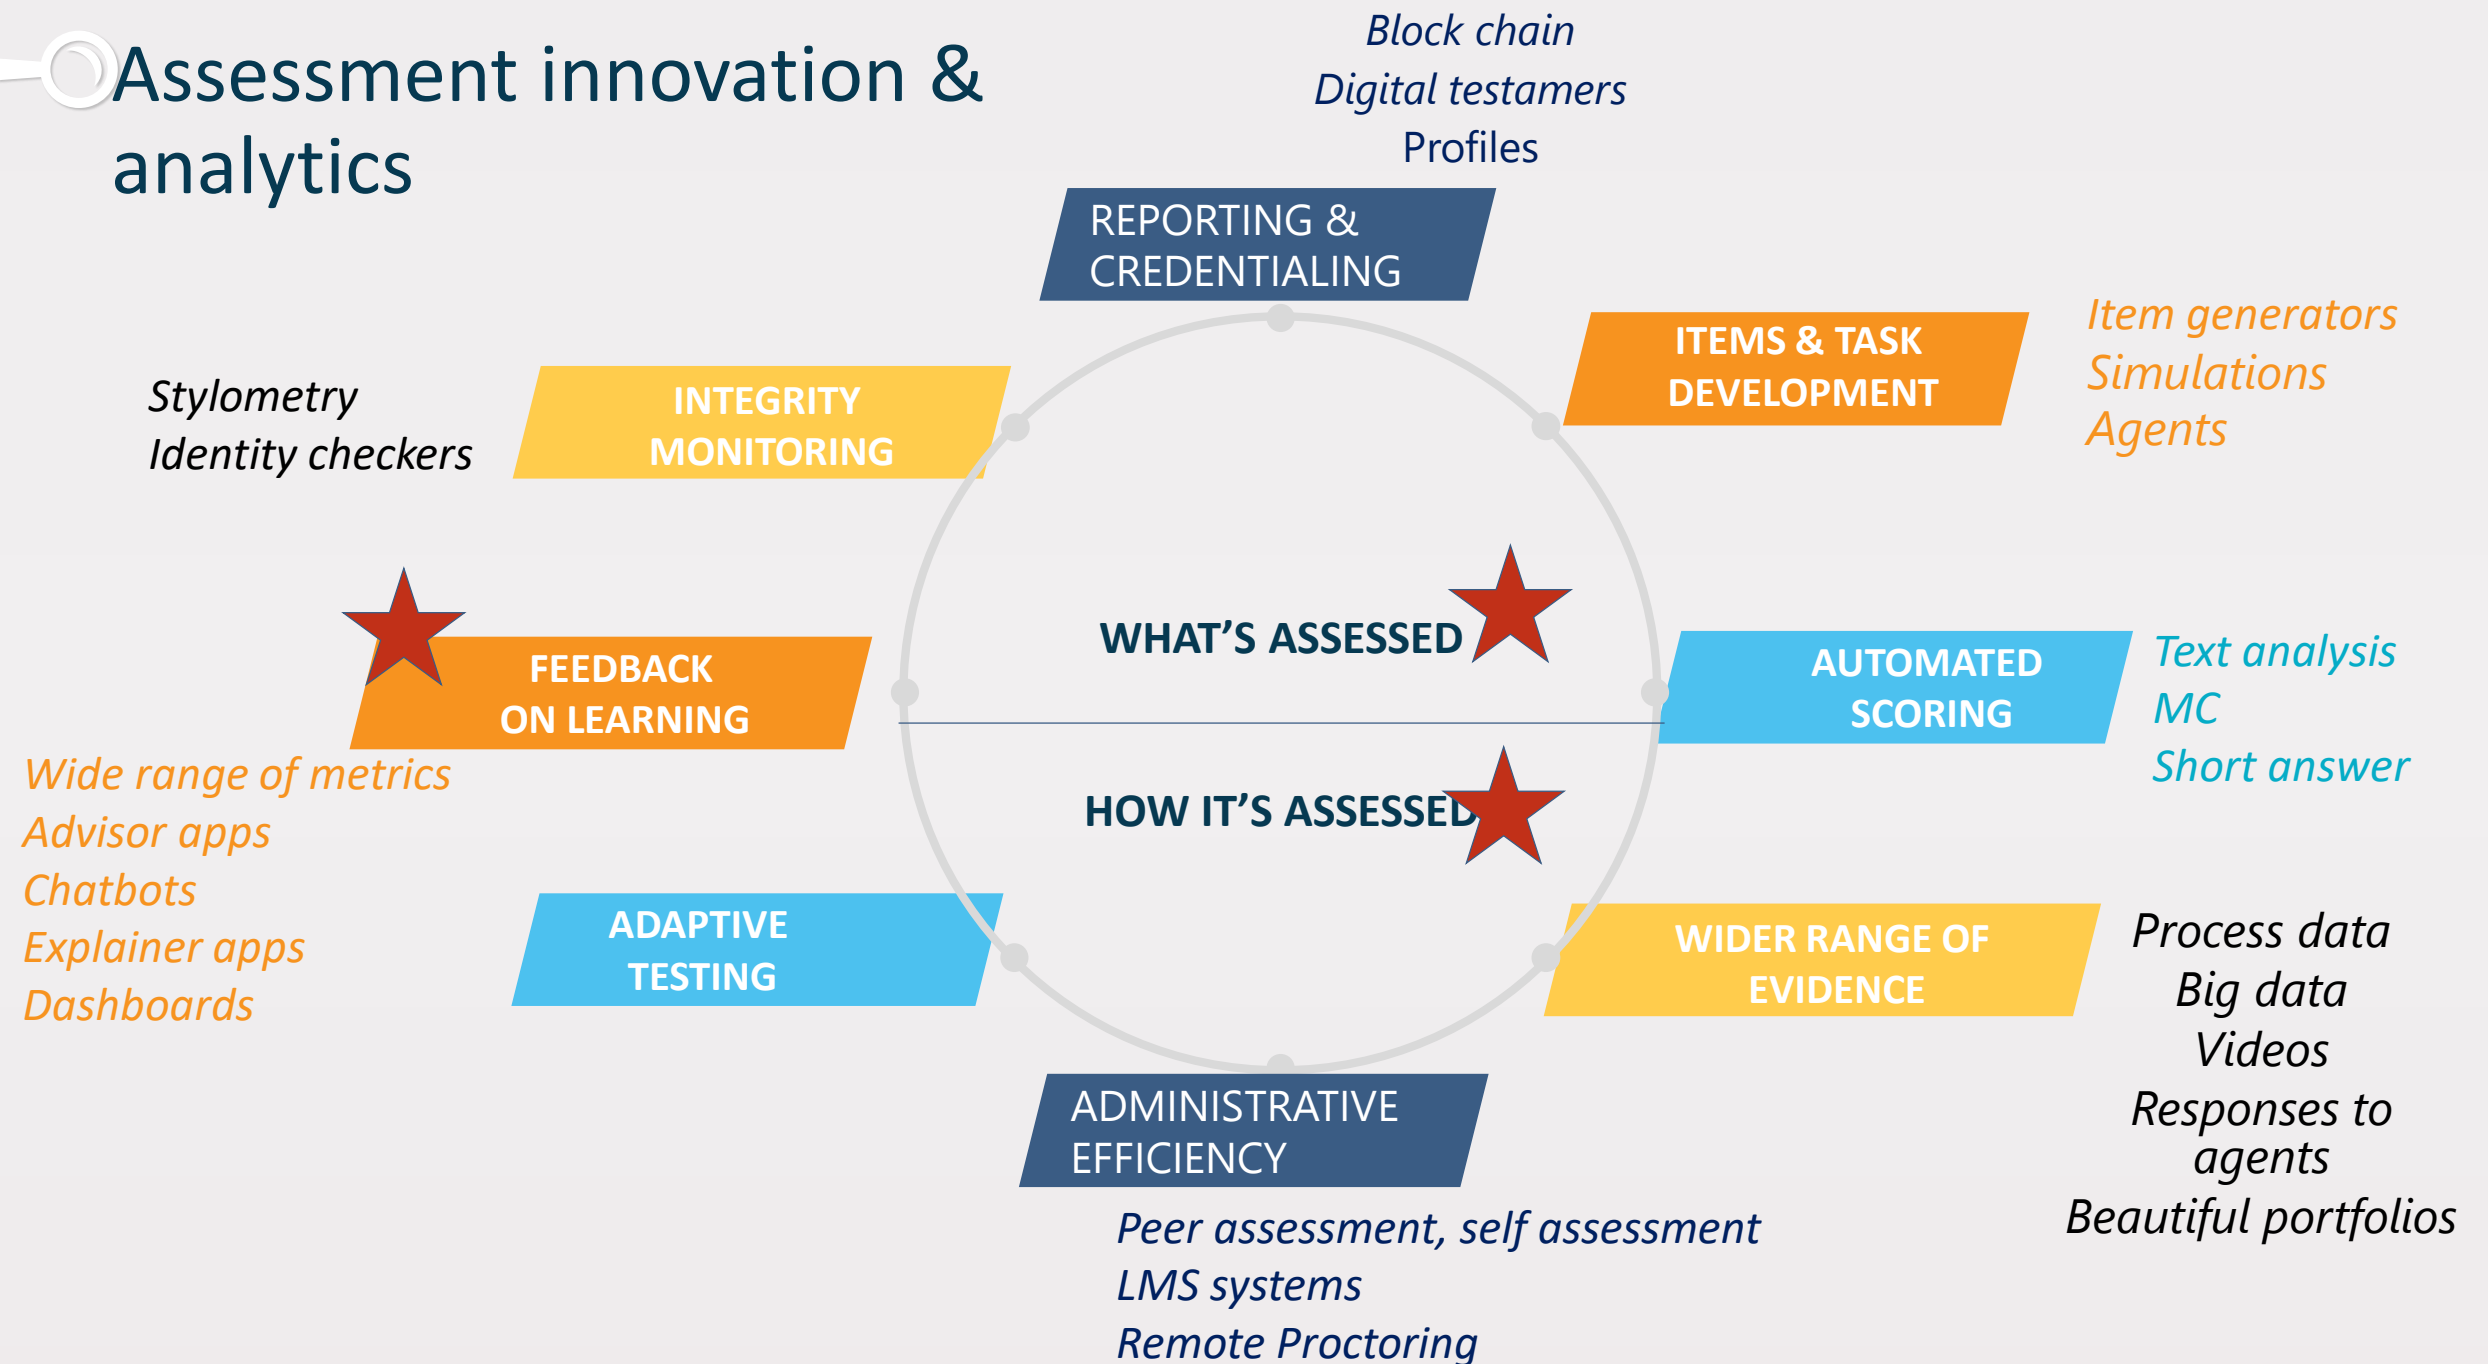 Assessment innovation &
analytics
Block chain
Digital testamers
Profiles
REPORTING &
CREDENTIALING
ITEMS & TASK
DEVELOPMENT
Item generators
Simulations
Agents
Stylometry
Identity checkers
INTEGRITY
MONITORING
WHAT’S ASSESSED
HOW IT’S ASSESSED
FEEDBACK
ON LEARNING
Wide range of metrics
Advisor apps
Chatbots
Explainer apps
Dashboards
AUTOMATED
SCORING
Text analysis
MC
Short answer
ADAPTIVE
TESTING
WIDER RANGE OF
EVIDENCE
Process data
Big data
Videos
Responses to
agents
Beautiful portfolios
ADMINISTRATIVE
EFFICIENCY
Peer assessment, self assessment
LMS systems
Remote Proctoring